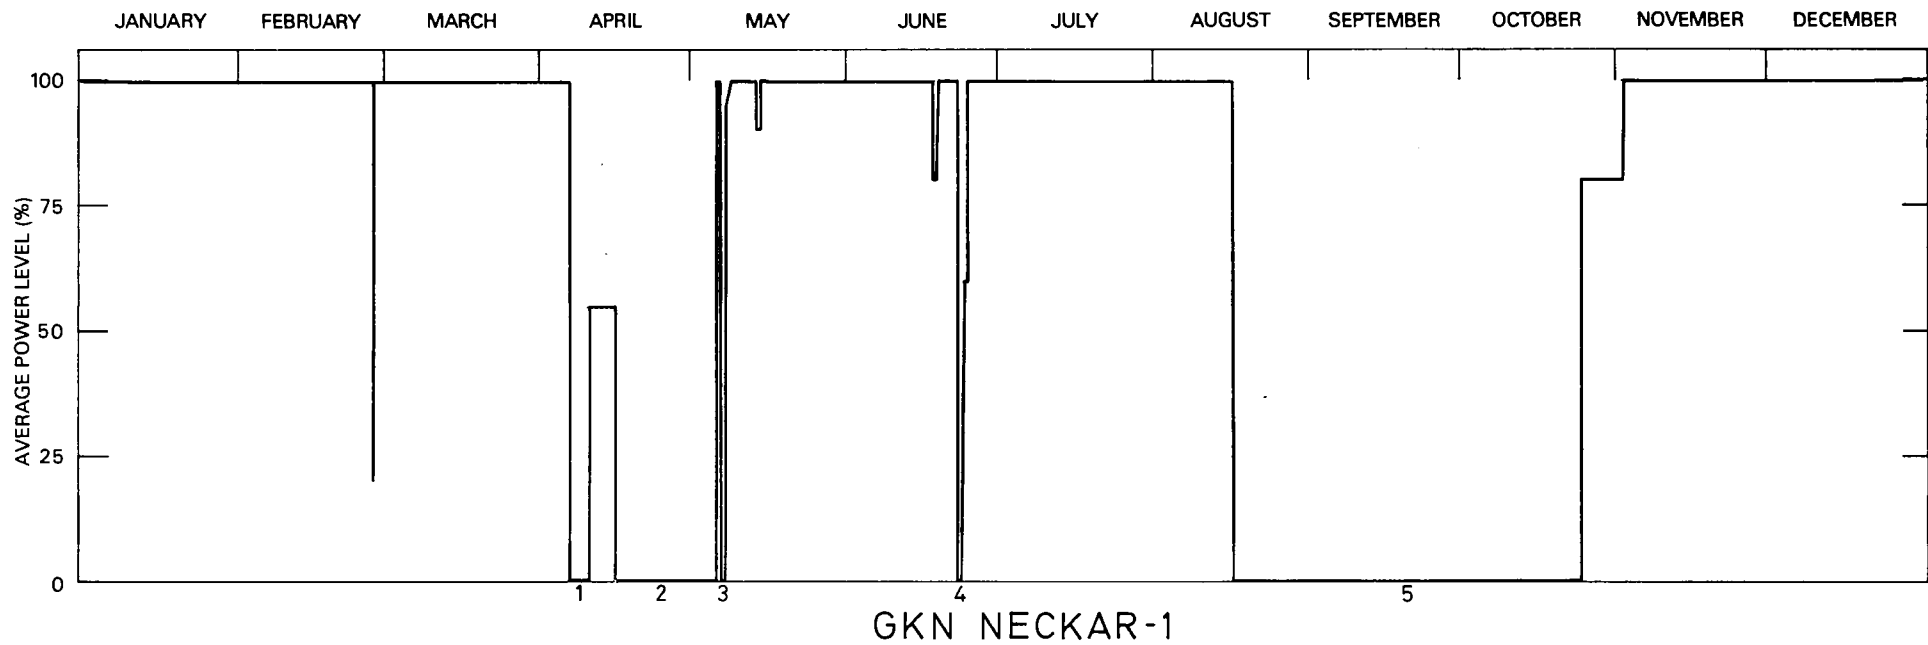 JANUARY FEBRUARY MARCH APRIL MAY JUNE JULY AUGUST SEPTEMBER OCTOBER NOVEMBER DECEMBER
AVERAGE POWER LEVEL (%)
100
75
50
25
0
1 2 3 4 5
GKN NECKAR-1